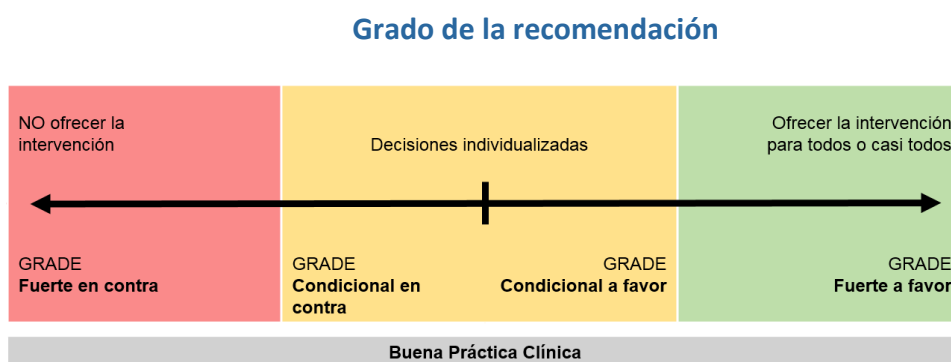 Grado de la recomendación
NO ofrecer la
intervención
Decisiones individualizadas
Ofrecer la intervención
para todos o casi todos
GRADE
Fuerte en contra
GRADE
Condicional en
contra
GRADE
Condicional a favor
GRADE
Fuerte a favor
Buena Práctica Clínica